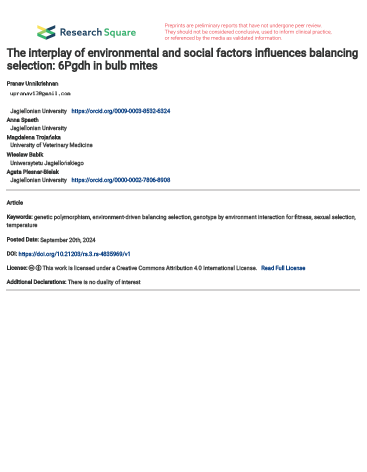 Research Square
Preprints are preliminary reports that have not undergone peer review.
They should not be considered conclusive, used to inform clinical practice,
or referenced by the media as validated information.
The interplay of environmental and social factors influences balancing
selection: 6Pgdh in bulb mites
Pranav Unnikrishnan
upranav13@gmail.com
Jagiellonian University https://orcid.org/0009-0003-8532-6324
Anna Spaeth
Jagiellonian University
Magdalena Trojańska
University of Veterinary Medicine
Wiesław Babik
Uniwersytetu Jagiellońskiego
Agata Plesnar-Bielak
Jagiellonian University https://orcid.org/0000-0002-7806-8908
Article
Keywords: genetic polymorphism, environment-driven balancing selection, genotype by environment interaction for fitness, sexual selection,
temperature
Posted Date: September 20th, 2024
DOI: https://doi.org/10.21203/rs.3.rs-4835969/v1
License: This work is licensed under a Creative Commons Attribution 4.0 International License. Read Full License
Additional Declarations: There is no duality of interest